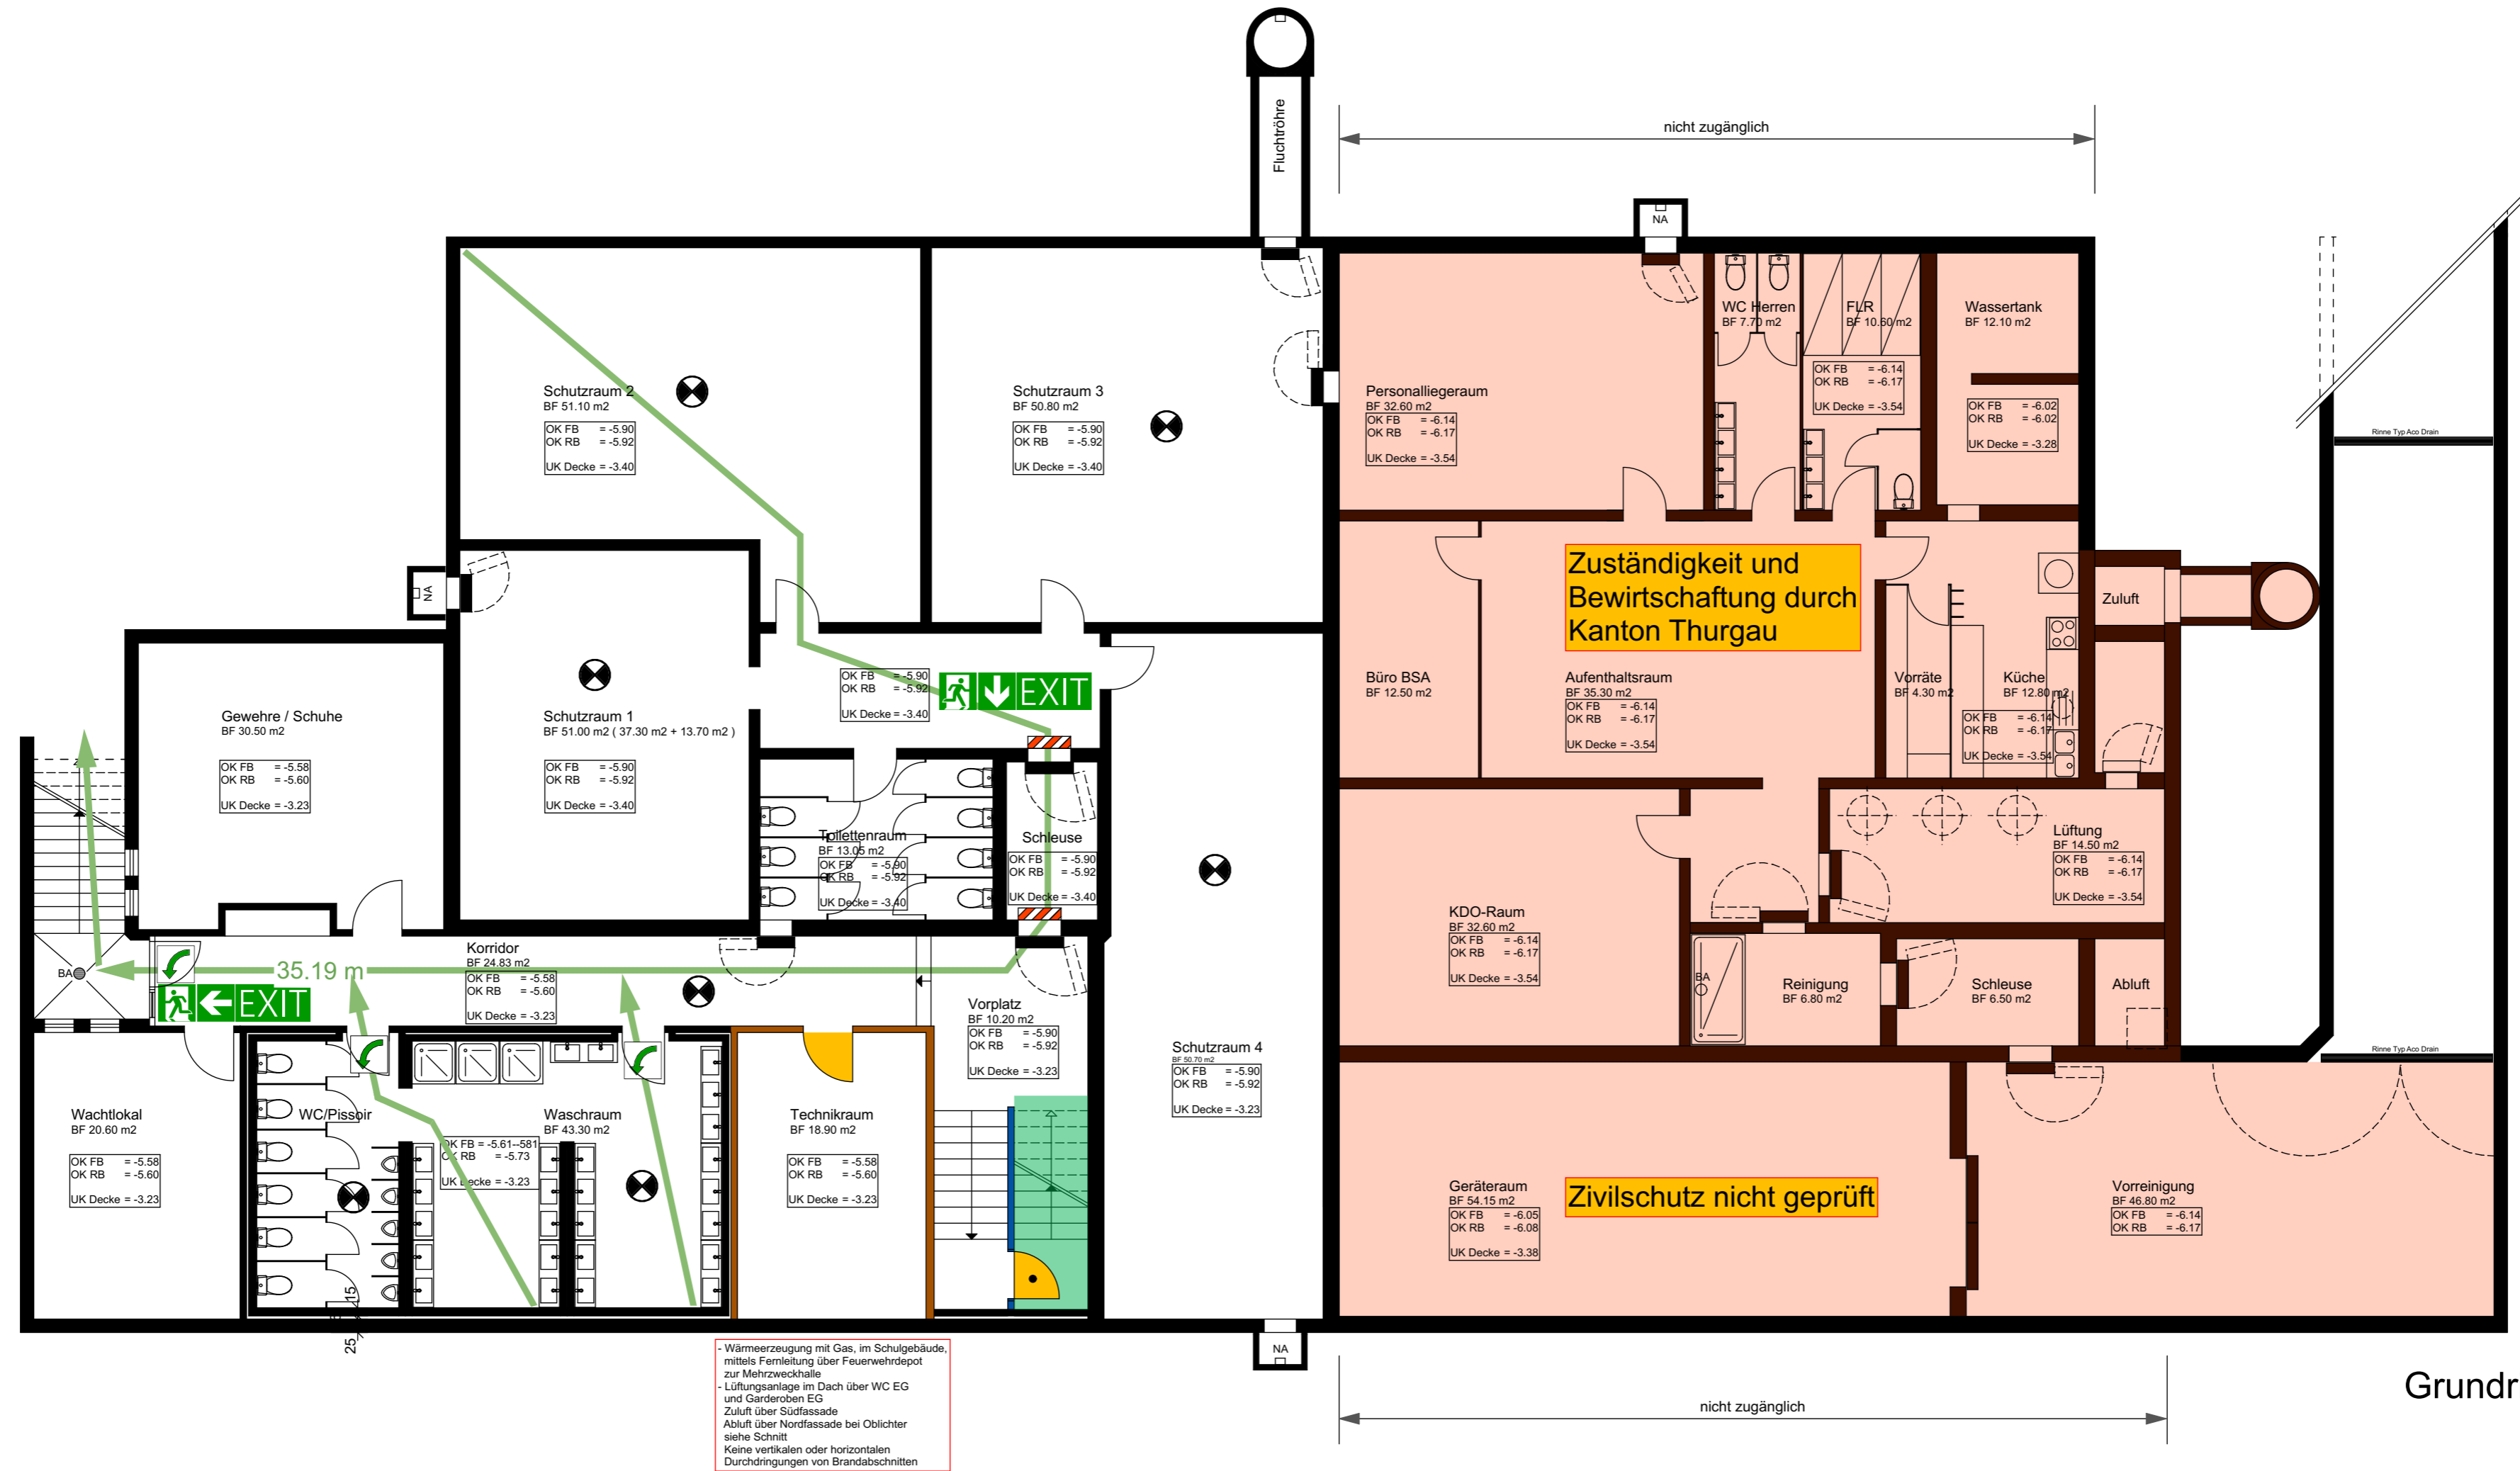 Fluchtröhre
nicht zugänglich
NA
WC Herren
BF 7.70 m2
FLR
BF 10.60 m2
OK FB = -6.14
OK RB = -6.17
UK Decke = -3.54
Wassertank
BF 12.10 m2
OK FB = -6.02
OK RB = -6.02
UK Decke = -3.28
Schutzraum 2
BF 51.10 m2
OK FB = -5.90
OK RB = -5.92
UK Decke = -3.40
Schutzraum 3
BF 50.80 m2
OK FB = -5.90
OK RB = -5.92
UK Decke = -3.40
Personalliegeraum
BF 32.60 m2
OK FB = -6.14
OK RB = -6.17
UK Decke = -3.54
Rinne Typ Aco Drain
NA
Zuständigkeit und
Bewirtschaftung durch
Kanton Thurgau
Zuluft
Gewehre / Schuhe
BF 30.50 m2
OK FB = -5.58
OK RB = -5.60
UK Decke = -3.23
Schutzraum 1
BF 51.00 m2 ( 37.30 m2 + 13.70 m2 )
OK FB = -5.90
OK RB = -5.92
UK Decke = -3.40
OK FB = -5.90
OK RB = -5.92
UK Decke = -3.40
EXIT
Büro BSA
BF 12.50 m2
Aufenthaltsraum
BF 35.30 m2
OK FB = -6.14
OK RB = -6.17
UK Decke = -3.54
Vorräte
BF 4.30 m2
Küche
BF 12.80 m2
OK FB = -6.14
OK RB = -6.17
UK Decke = -3.54
Toilettenraum
BF 13.05 m2
OK FB = -5.90
OK RB = -5.92
UK Decke = -3.40
Schleuse
OK FB = -5.90
OK RB = -5.92
UK Decke = -3.40
Lüftung
BF 14.50 m2
OK FB = -6.14
OK RB = -6.17
UK Decke = -3.54
KDO-Raum
BF 32.60 m2
OK FB = -6.14
OK RB = -6.17
UK Decke = -3.54
BA
35.19 m
EXIT
Korridor
BF 24.83 m2
OK FB = -5.58
OK RB = -5.60
UK Decke = -3.23
Vorplatz
BF 10.20 m2
OK FB = -5.90
OK RB = -5.92
UK Decke = -3.23
BA
Reinigung
BF 6.80 m2
Schleuse
BF 6.50 m2
Abluft
Schutzraum 4
BF 50.70 m2
OK FB = -5.90
OK RB = -5.92
UK Decke = -3.23
Rinne Typ Aco Drain
Wachtlokal
BF 20.60 m2
OK FB = -5.58
OK RB = -5.60
UK Decke = -3.23
WC/Pissoir
Waschraum
BF 43.30 m2
OK FB = -5.61--581
OK RB = -5.73
UK Decke = -3.23
Technikraum
BF 18.90 m2
OK FB = -5.58
OK RB = -5.60
UK Decke = -3.23
Geräteraum
BF 54.15 m2
OK FB = -6.05
OK RB = -6.08
UK Decke = -3.38
Zivilschutz nicht geprüft
Vorreinigung
BF 46.80 m2
OK FB = -6.14
OK RB = -6.17
15
25
NA
- Wärmeerzeugung mit Gas, im Schulgebäude,
mittels Fernleitung über Feuerwehrdepot
zur Mehrzweckhalle
- Lüftungsanlage im Dach über WC EG
und Garderoben EG
Zuluft über Südfassade
Abluft über Nordfassade bei Oblichter
siehe Schnitt
Keine vertikalen oder horizontalen
Durchdringungen von Brandabschnitten
nicht zugänglich
Grundr